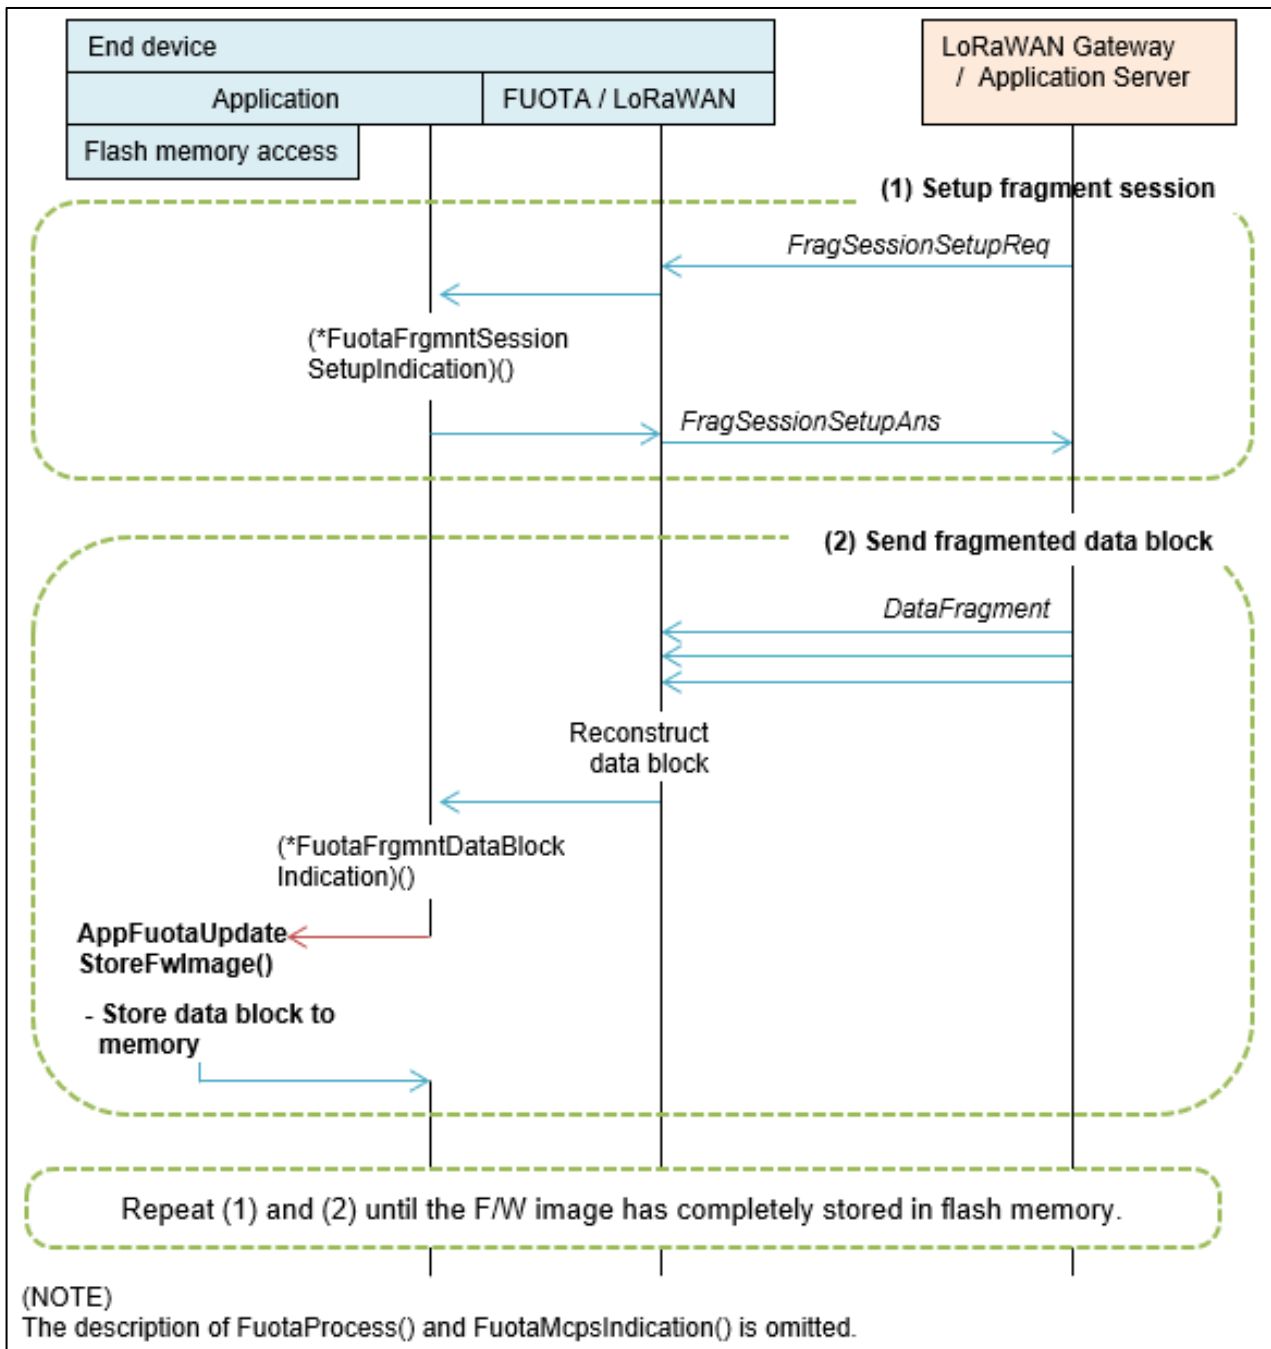 End device
LoRaWAN Gateway
/ Application Server
Application
FUOTA / LoRaWAN
Flash memory access
(1) Setup fragment session
FragSessionSetupReq
(*FuotaFrgmntSession
SetupIndication)()
FragSessionSetupAns
(2) Send fragmented data block
DataFragment
Reconstruct
data block
(*FuotaFrgmntDataBlock
Indication)()
AppFuotaUpdate
StoreFwImage()
- Store data block to
memory
Repeat (1) and (2) until the F/W image has completely stored in flash memory.
(NOTE)
The description of FuotaProcess() and FuotaMcpsIndication() is omitted.